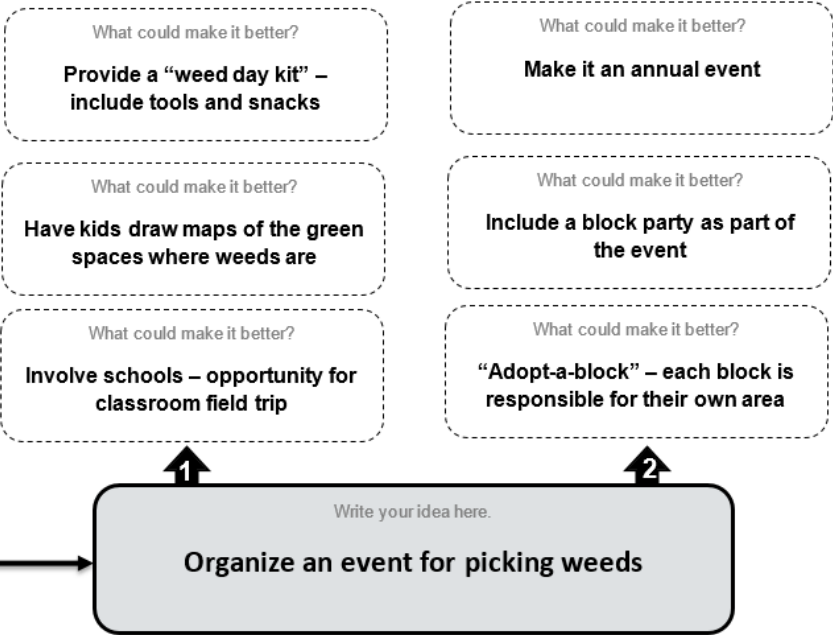 What could make it better?
Provide a “weed day kit” –
include tools and snacks
What could make it better?
Make it an annual event
What could make it better?
Have kids draw maps of the green
spaces where weeds are
What could make it better?
Include a block party as part of
the event
What could make it better?
Involve schools – opportunity for
classroom field trip
What could make it better?
“Adopt-a-block” – each block is
responsible for their own area
1
2
Write your idea here.
Organize an event for picking weeds